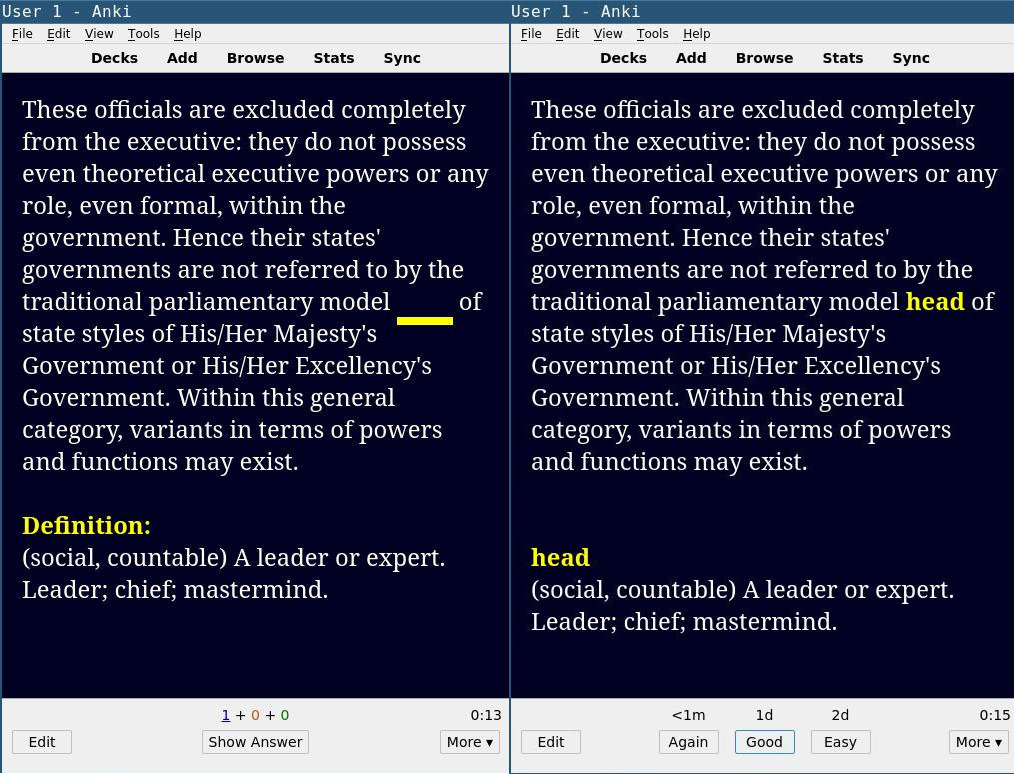 User 1 - Anki
File Edit View Tools Help
Decks Add Browse Stats Sync
These officials are excluded completely
from the executive: they do not possess
even theoretical executive powers or any
role, even formal, within the
government. Hence their states'
governments are not referred to by the
traditional parliamentary model ____ of
state styles of His/Her Majesty's
Government or His/Her Excellency's
Government. Within this general
category, variants in terms of powers
and functions may exist.
Definition:
(social, countable) A leader or expert.
Leader; chief; mastermind.
1 + 0 + 0 0:13
Edit Show Answer More ▾
User 1 - Anki
File Edit View Tools Help
Decks Add Browse Stats Sync
These officials are excluded completely
from the executive: they do not possess
even theoretical executive powers or any
role, even formal, within the
government. Hence their states'
governments are not referred to by the
traditional parliamentary model head of
state styles of His/Her Majesty's
Government or His/Her Excellency's
Government. Within this general
category, variants in terms of powers
and functions may exist.
head
(social, countable) A leader or expert.
Leader; chief; mastermind.
<1m 1d 2d 0:15
Edit Again Good Easy More ▾